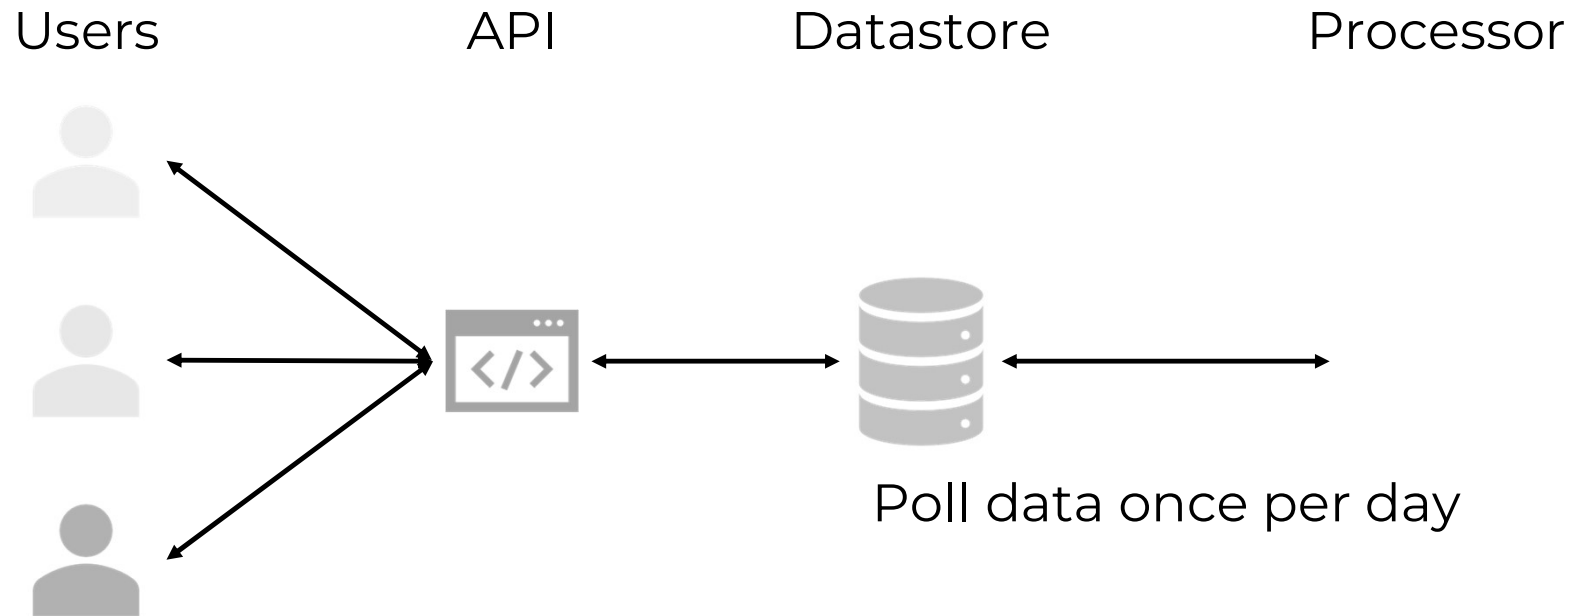 Users
API
Datastore
Processor
</>
Poll data once per day